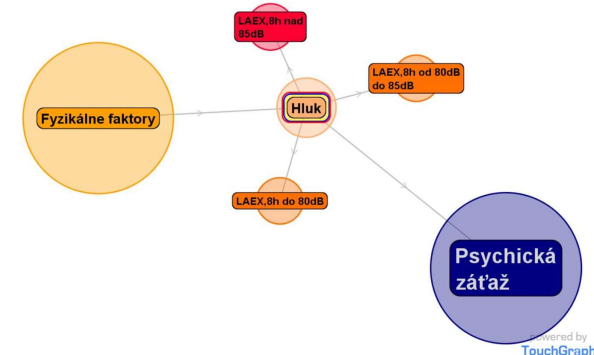 LAEX,8h nad
85dB
LAEX,8h od 80dB
do 85dB
Hluk
Fyzikálne faktory
LAEX,8h do 80dB
Psychická
záťaž
powered by
TouchGraph